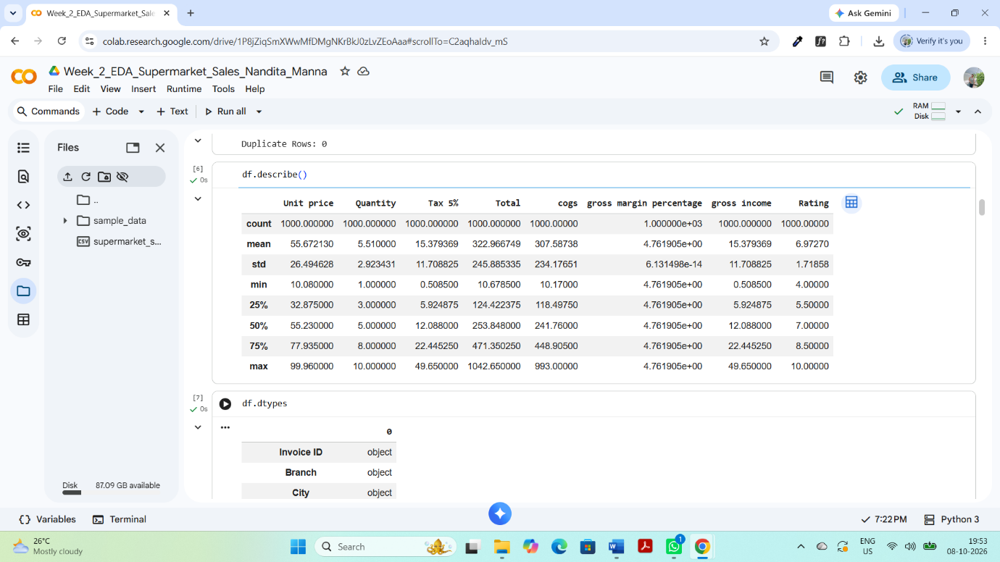 Week_2_EDA_Supermarket_Sale
Ask Gemini
colab.research.google.com/drive/1P8jZiqSmXWwMfDMgNKrBkJ0zLvZEoAaa#scrollTo=C2aqhaIdv_mS
Verify it's you
Week_2_EDA_Supermarket_Sales_Nandita_Manna
File Edit View Insert Runtime Tools Help
Share
Commands + Code + Text Run all
RAM
Disk
Files
..
sample_data
CSV supermarket_s...
Disk 87.09 GB available
Duplicate Rows: 0
[6]
0s
df.describe()
Unit price Quantity Tax 5% Total cogs gross margin percentage gross income Rating
count 1000.000000 1000.000000 1000.000000 1000.000000 1000.00000 1.000000e+03 1000.000000 1000.00000
mean 55.672130 5.510000 15.379369 322.966749 307.58738 4.761905e+00 15.379369 6.97270
std 26.494628 2.923431 11.708825 245.885335 234.17651 6.131498e-14 11.708825 1.71858
min 10.080000 1.000000 0.508500 10.678500 10.17000 4.761905e+00 0.508500 4.00000
25% 32.875000 3.000000 5.924875 124.422375 118.49750 4.761905e+00 5.924875 5.50000
50% 55.230000 5.000000 12.088000 253.848000 241.76000 4.761905e+00 12.088000 7.00000
75% 77.935000 8.000000 22.445250 471.350250 448.90500 4.761905e+00 22.445250 8.50000
max 99.960000 10.000000 49.650000 1042.650000 993.00000 4.761905e+00 49.650000 10.00000
[7]
0s
df.dtypes
0
Invoice ID object
Branch object
City object
Variables Terminal
7:22 PM Python 3
26°C
Mostly cloudy
Search
1
ENG
US
19:53
08-10-2026